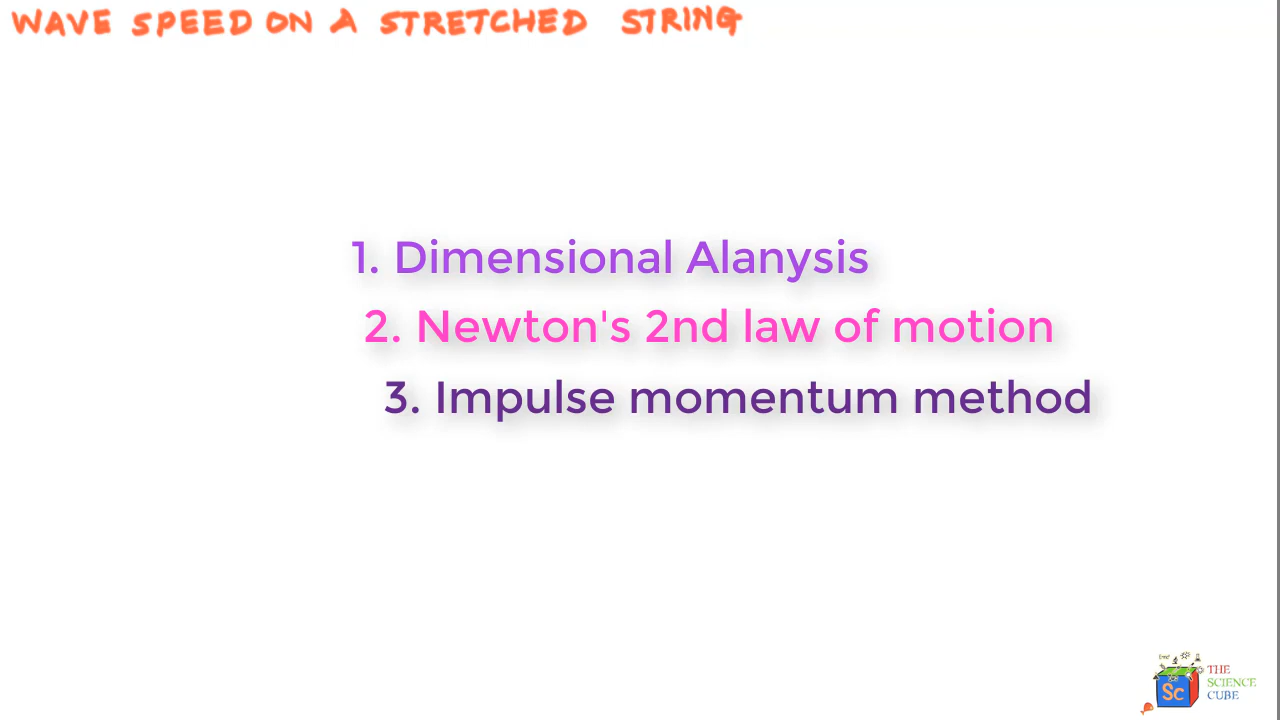 WAVE SPEED ON A STRETCHED STRING
1. Dimensional Alanysis
2. Newton's 2nd law of motion
3. Impulse momentum method
Sc
THE
SCIENCE
CUBE